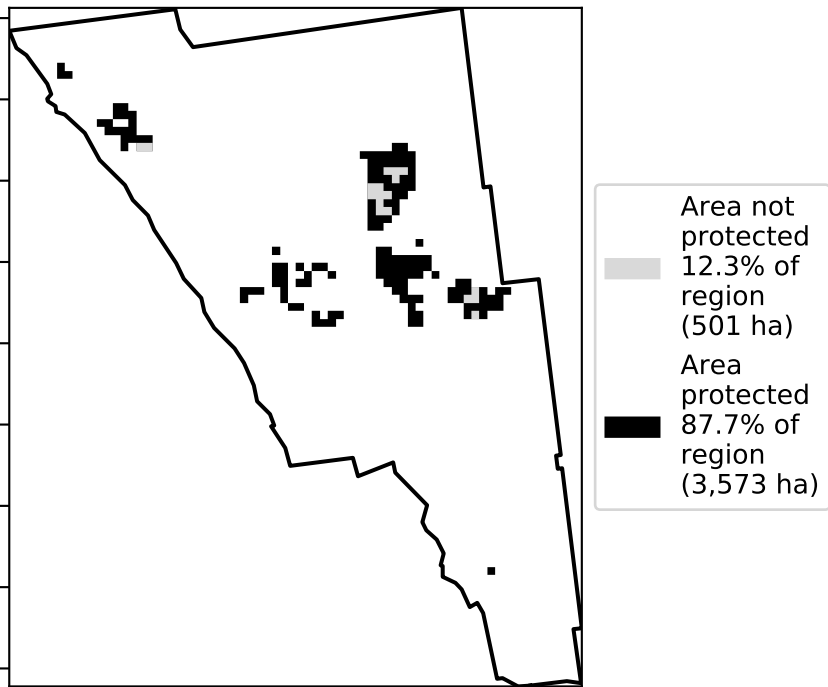 Area not
protected
12.3% of
region
(501 ha)
Area
protected
87.7% of
region
(3,573 ha)